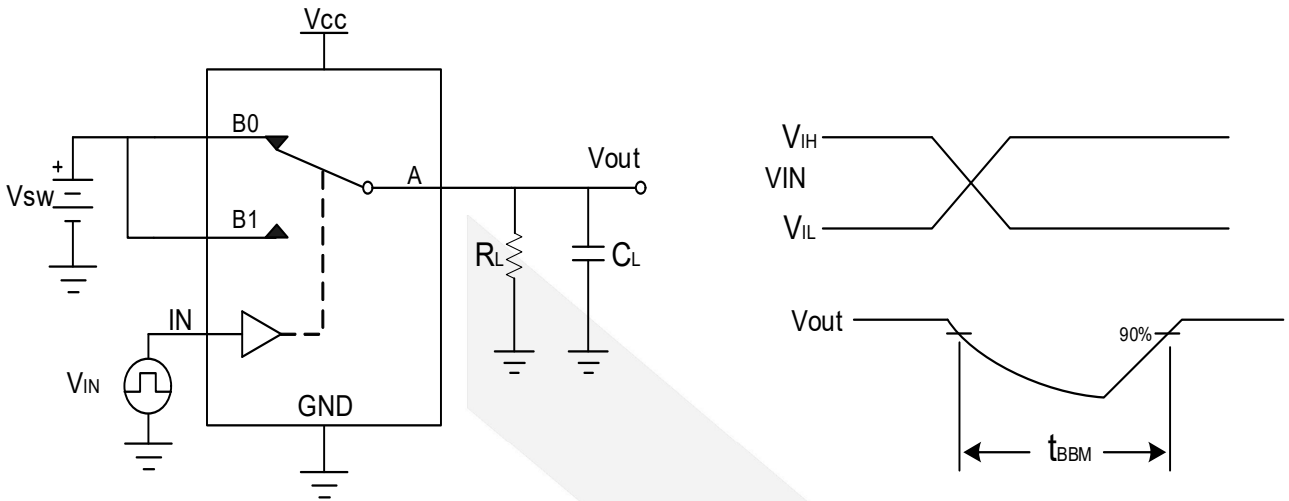 Vcc
B0
Vout
A
+
Vsw
B1
RL
CL
IN
VIN
GND
VIH
VIN
VIL
Vout
90%
tBBM